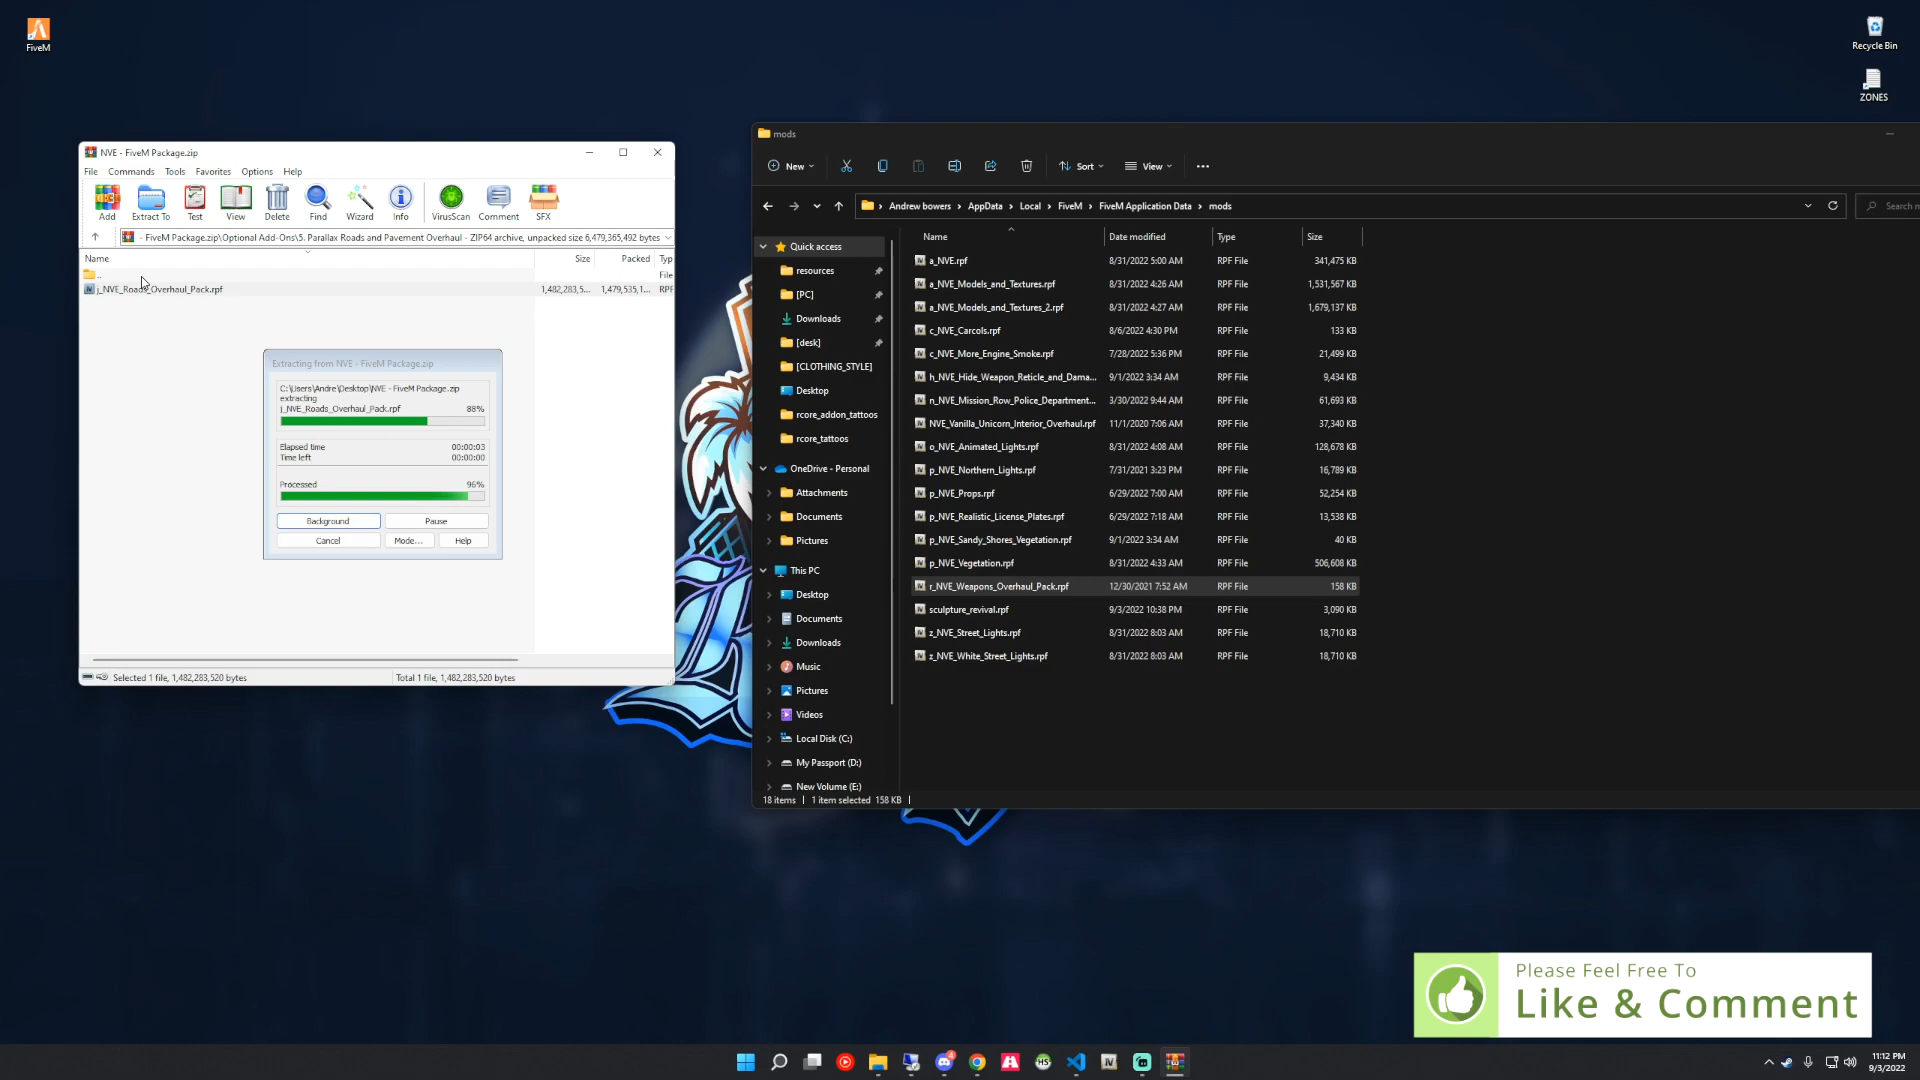 FiveM
Recycle Bin
ZONES
NVE - FiveM Package.zip
File Commands Tools Favorites Options Help
Add Extract To Test View Delete Find Wizard Info VirusScan Comment SFX
- FiveM Package.zip\Optional Add-Ons\5. Parallax Roads and Pavement Overhaul - ZIP64 archive, unpacked size 6,479,365,492 bytes
Name Size Packed Typ
.. File
j_NVE_Roads_Overhaul_Pack.rpf 1,482,283,5... 1,479,535,1... RPF
Extracting from NVE - FiveM Package.zip
C:\Users\Andre\Desktop\NVE - FiveM Package.zip
extracting
j_NVE_Roads_Overhaul_Pack.rpf 88%
Elapsed time 00:00:03
Time left 00:00:00
Processed 96%
Background Pause
Cancel Mode... Help
Selected 1 file, 1,482,283,520 bytes Total 1 file, 1,482,283,520 bytes
mods
New Sort View
Andrew bowers > AppData > Local > FiveM > FiveM Application Data > mods
Quick access
resources
[PC]
Downloads
[desk]
[CLOTHING_STYLE]
Desktop
rcore_addon_tattoos
rcore_tattoos
OneDrive - Personal
Attachments
Documents
Pictures
This PC
Desktop
Documents
Downloads
Music
Pictures
Videos
Local Disk (C:)
My Passport (D:)
New Volume (E:)
Name Date modified Type Size
a_NVE.rpf 8/31/2022 5:00 AM RPF File 341,475 KB
a_NVE_Models_and_Textures.rpf 8/31/2022 4:26 AM RPF File 1,531,567 KB
a_NVE_Models_and_Textures_2.rpf 8/31/2022 4:27 AM RPF File 1,679,137 KB
c_NVE_Carcols.rpf 8/6/2022 4:30 PM RPF File 133 KB
c_NVE_More_Engine_Smoke.rpf 7/28/2022 5:36 PM RPF File 21,499 KB
h_NVE_Hide_Weapon_Reticle_and_Dama... 9/1/2022 3:34 AM RPF File 9,434 KB
n_NVE_Mission_Row_Police_Department... 3/30/2022 9:44 AM RPF File 61,693 KB
NVE_Vanilla_Unicorn_Interior_Overhaul.rpf 11/1/2020 7:06 AM RPF File 37,340 KB
o_NVE_Animated_Lights.rpf 8/31/2022 4:08 AM RPF File 128,678 KB
p_NVE_Northern_Lights.rpf 7/31/2021 3:23 PM RPF File 16,789 KB
p_NVE_Props.rpf 6/29/2022 7:00 AM RPF File 52,254 KB
p_NVE_Realistic_License_Plates.rpf 6/29/2022 7:18 AM RPF File 13,538 KB
p_NVE_Sandy_Shores_Vegetation.rpf 9/1/2022 3:34 AM RPF File 40 KB
p_NVE_Vegetation.rpf 8/31/2022 4:33 AM RPF File 506,608 KB
r_NVE_Weapons_Overhaul_Pack.rpf 12/30/2021 7:52 AM RPF File 158 KB
sculpture_revival.rpf 9/3/2022 10:38 PM RPF File 3,090 KB
z_NVE_Street_Lights.rpf 8/31/2022 8:03 AM RPF File 18,710 KB
z_NVE_White_Street_Lights.rpf 8/31/2022 8:03 AM RPF File 18,710 KB
18 items 1 item selected 158 KB
Please Feel Free To
Like & Comment
11:12 PM
9/3/2022